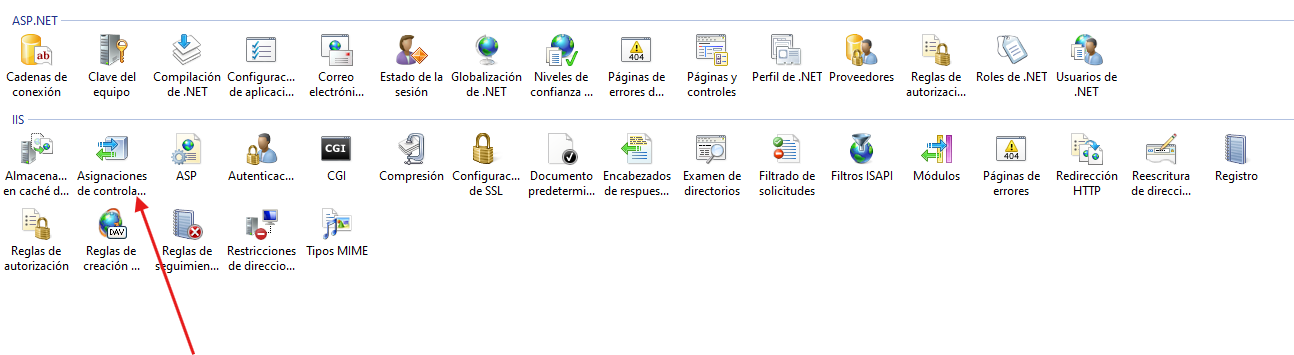 ASP.NET
Cadenas de conexión
Clave del equipo
Compilación de .NET
Configurac... de aplicaci...
Correo electróni...
Estado de la sesión
Globalización de .NET
Niveles de confianza ...
Páginas de errores d...
Páginas y controles
Perfil de .NET
Proveedores
Reglas de autorizaci...
Roles de .NET
Usuarios de .NET
IIS
Almacena... en caché d...
Asignaciones de controla...
ASP
Autenticac...
CGI
Compresión
Configurac... de SSL
Documento predetermi...
Encabezados de respues...
Examen de directorios
Filtrado de solicitudes
Filtros ISAPI
Módulos
Páginas de errores
Redirección HTTP
Reescritura de direcci...
Registro
Reglas de autorización
Reglas de creación ...
Reglas de seguimien...
Restricciones de direccio...
Tipos MIME